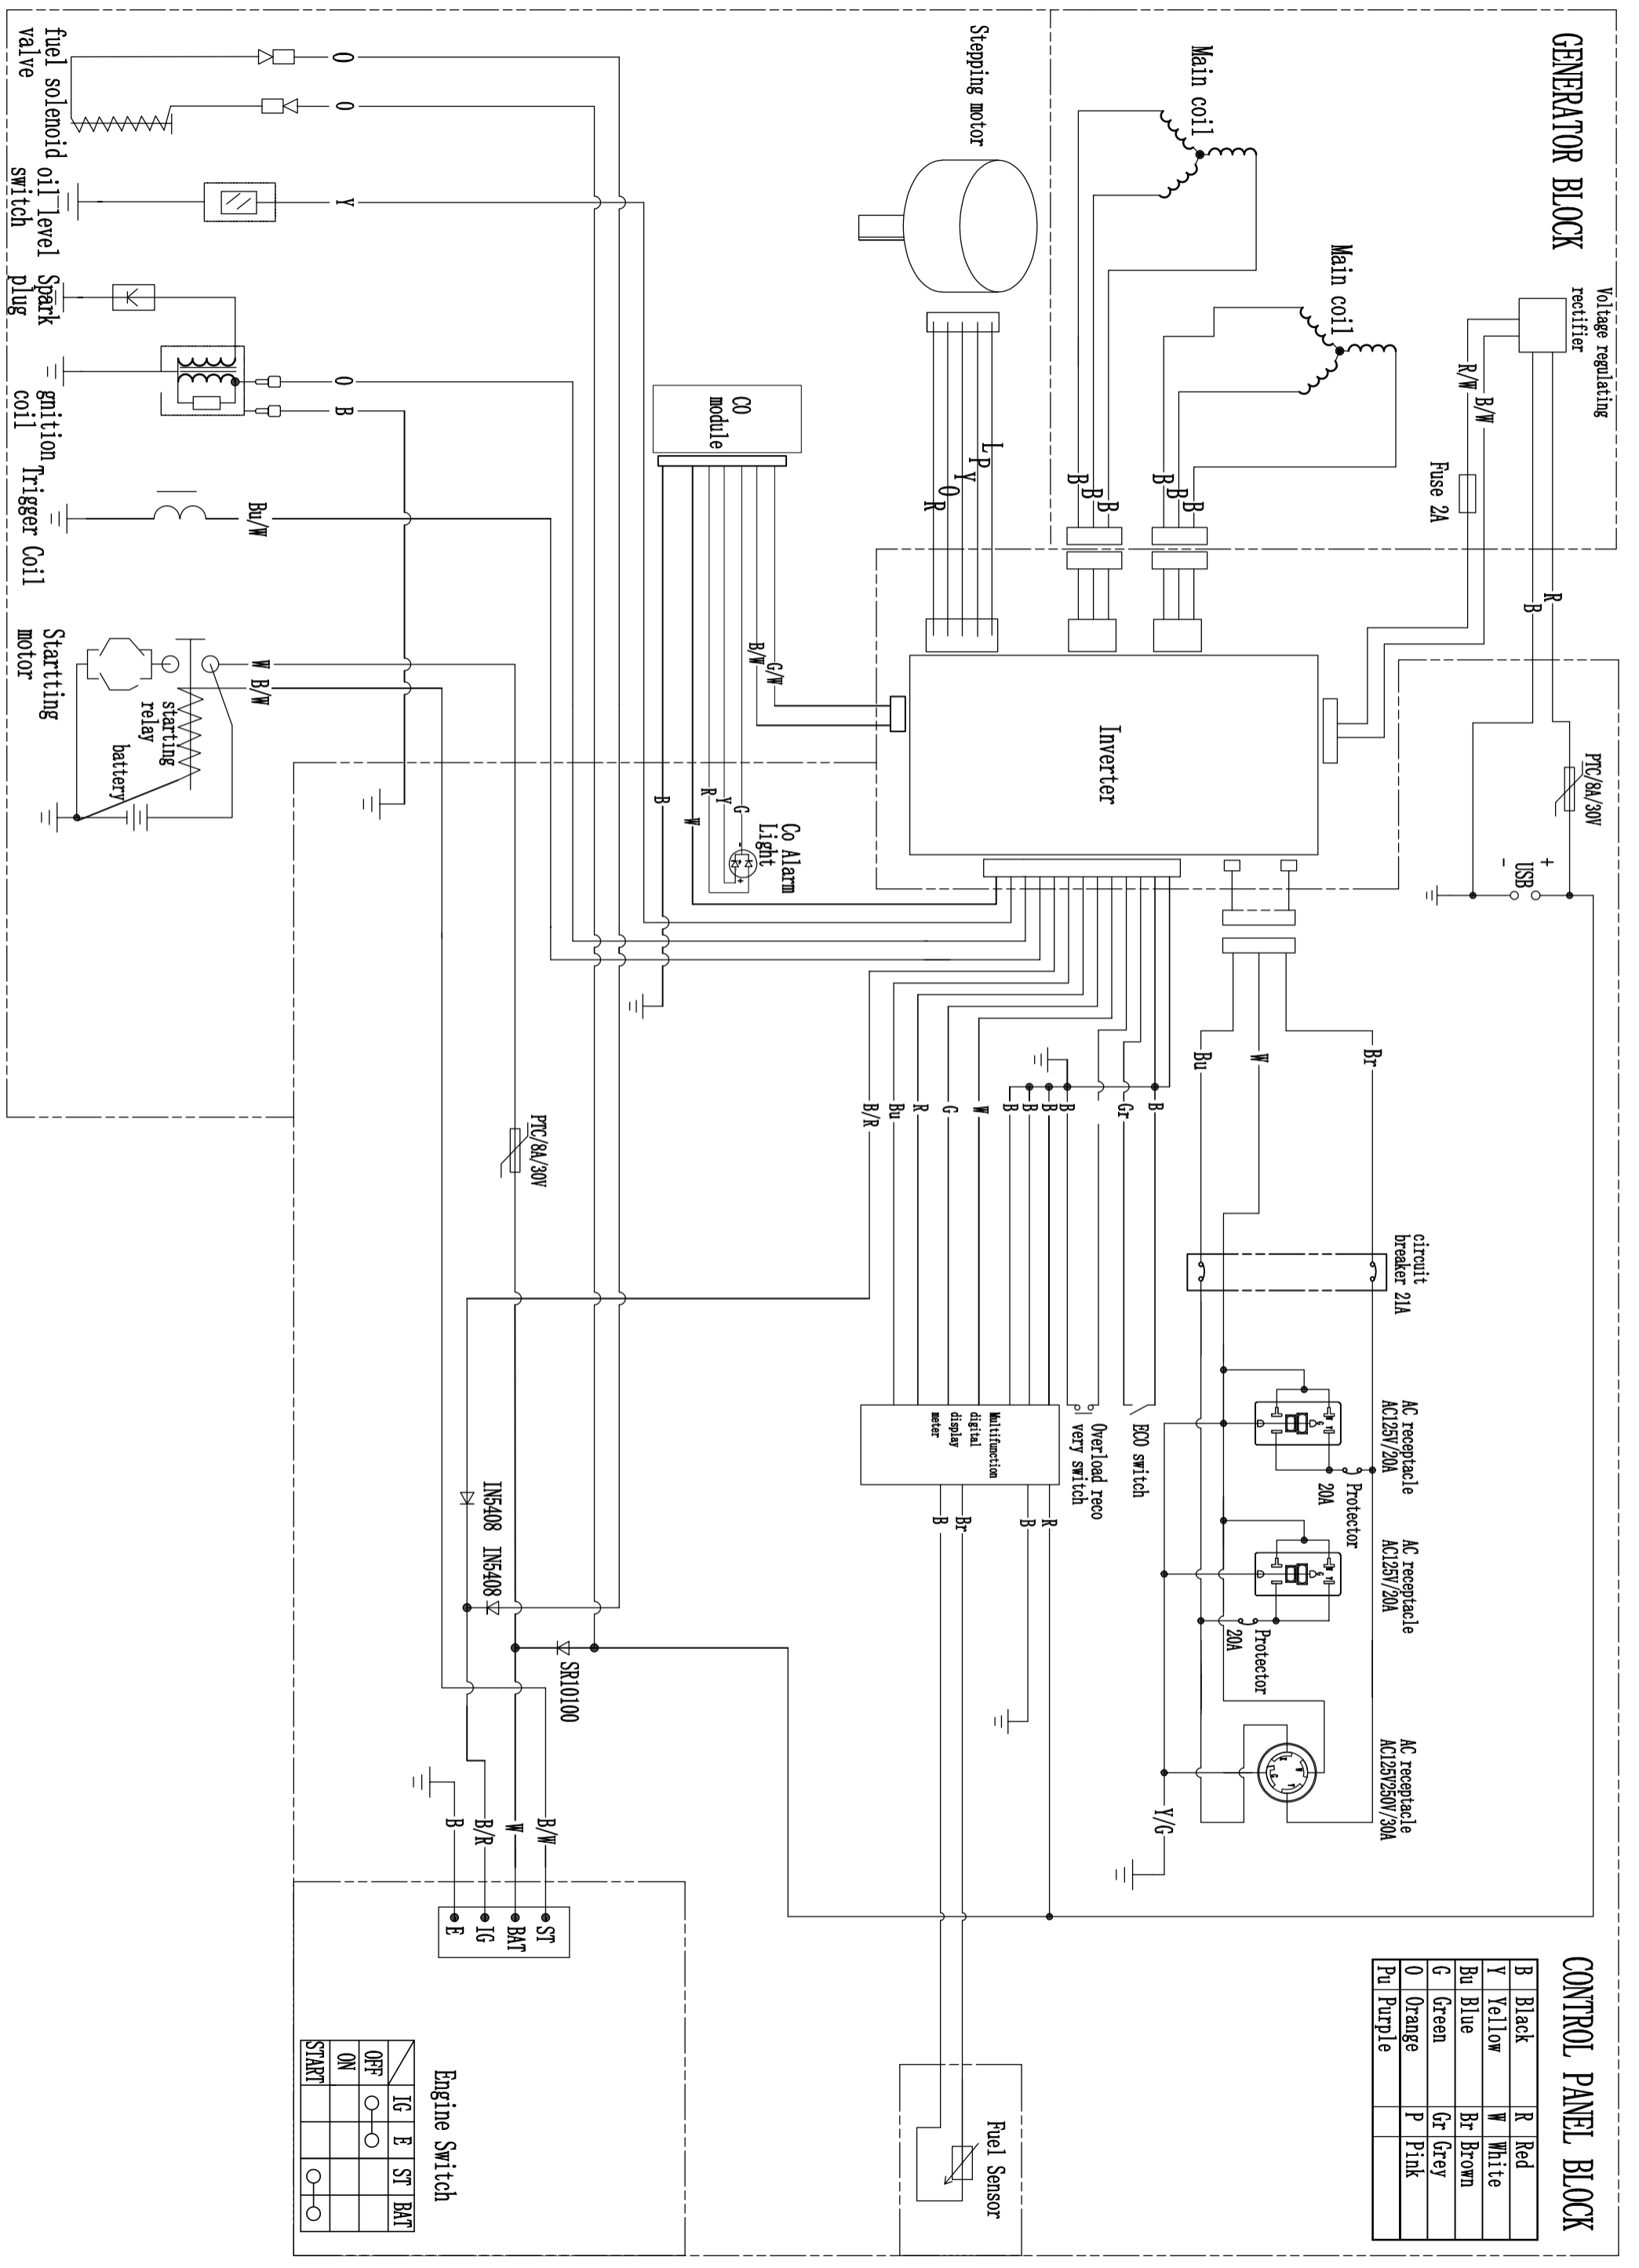 GENERATOR BLOCK
Voltage regulating
rectifier
Main coil
Main
coil
Stepping motor
R/W
B/W
Fuse 2A
R
B
B
B
B
B
B
B
L
P
Y
O
R
PTC/8A/30V
+
USB
-
Inverter
CO
module
G/W
B/W
G
Y
R
W
B
Co Alarm
Light
-
+
fuel solenoid
valve
O
O
oil level
switch
Y
Spark
plug
gnition
coil
O
B
Trigger Coil
Bu/W
Startting
motor
W
B/W
starting
relay
battery
PTC/8A/30V
Br
W
Bu
B
Gr
B
B
B
B
W
G
R
Bu
B/R
circuit
breaker 21A
AC receptacle
AC125V/20A
Protector
20A
AC receptacle
AC125V/20A
Protector
20A
AC receptacle
AC125V250V/30A
Y/G
ECO switch
Overload reco
very switch
Multifunction
digital
display
meter
R
B
Br
B
IN5408
IN5408
SR10100
B/W
W
B/R
B
ST
BAT
IG
E
CONTROL PANEL BLOCK
B Black R Red
Y Yellow W White
Bu Blue Br Brown
G Green Gr Grey
O Orange P Pink
Pu Purple
Fuel Sensor
Engine Switch
IG E ST BAT
OFF
ON
START